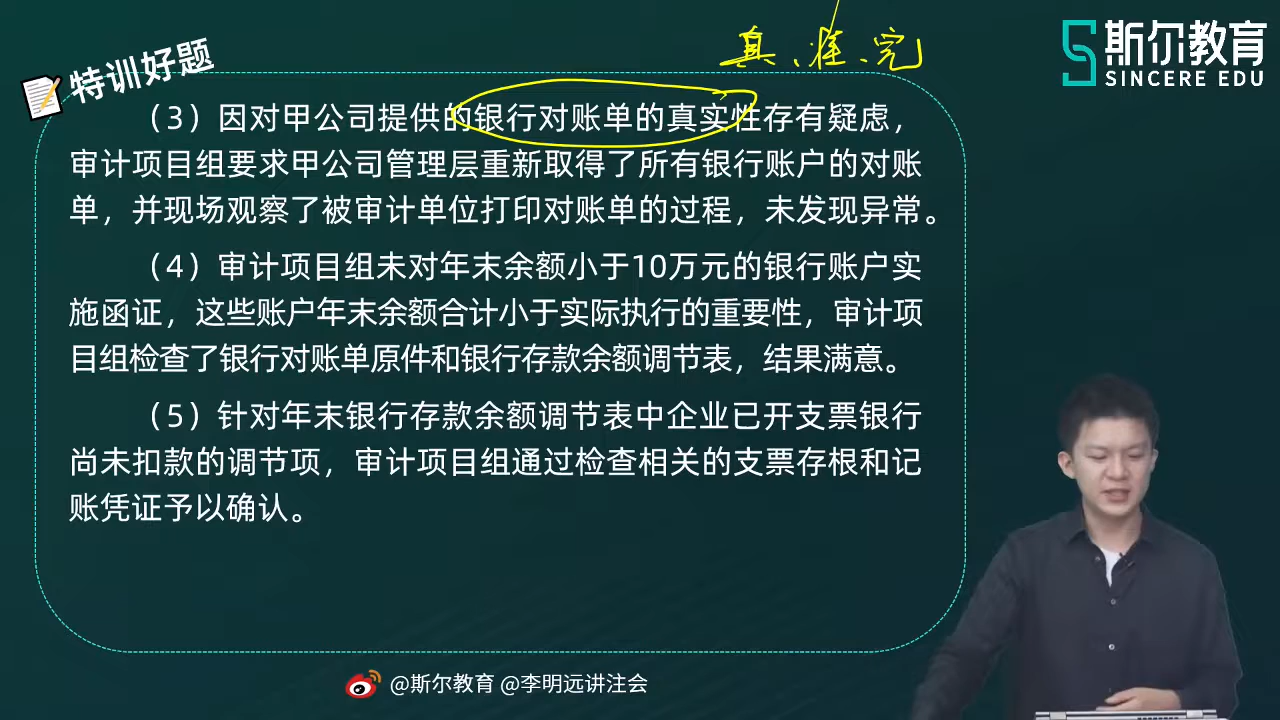 真、准、完
斯尔教育
SINCERE EDU
特训好题
（3）因对甲公司提供的银行对账单的真实性存有疑虑，
审计项目组要求甲公司管理层重新取得了所有银行账户的对账
单，并现场观察了被审计单位打印对账单的过程，未发现异常。
（4）审计项目组未对年末余额小于10万元的银行账户实
施函证，这些账户年末余额合计小于实际执行的重要性，审计项
目组检查了银行对账单原件和银行存款余额调节表，结果满意。
（5）针对年末银行存款余额调节表中企业已开支票银行
尚未扣款的调节项，审计项目组通过检查相关的支票存根和记
账凭证予以确认。
@斯尔教育 @李明远讲注会